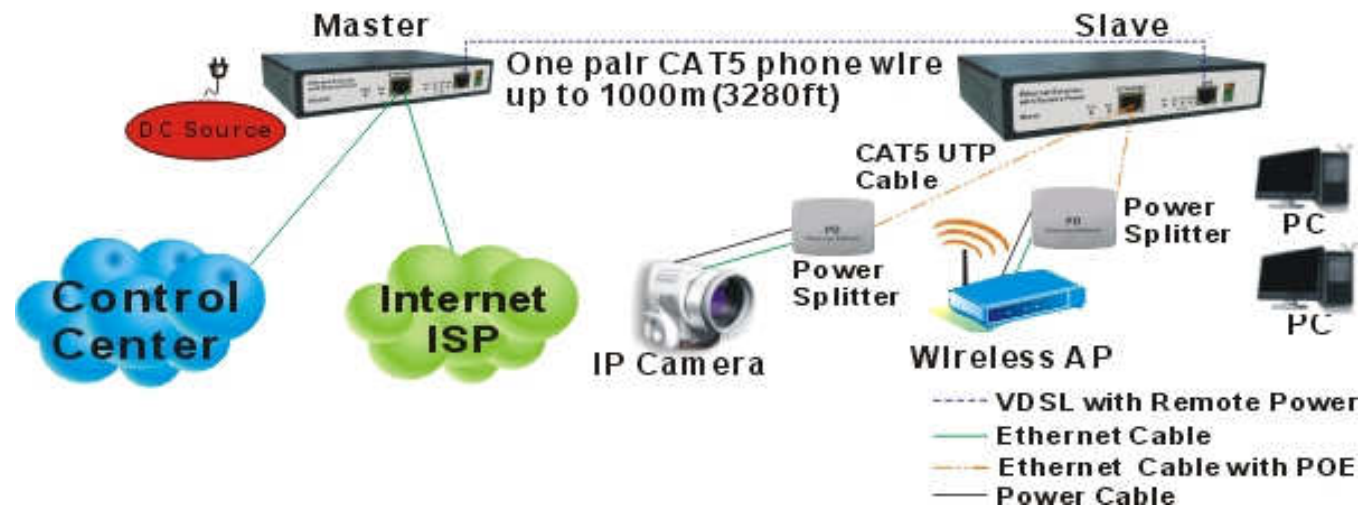 Master
Slave
One pair CAT5 phone wire
up to 1000m(3280ft)
DC Source
CAT5 UTP
Cable
PD
Power
Splitter
PD
Power
Splitter
PC
PC
Control
Center
Internet
ISP
IP Camera
Wireless AP
VDSL with Remote Power
Ethernet Cable
Ethernet Cable with POE
Power Cable